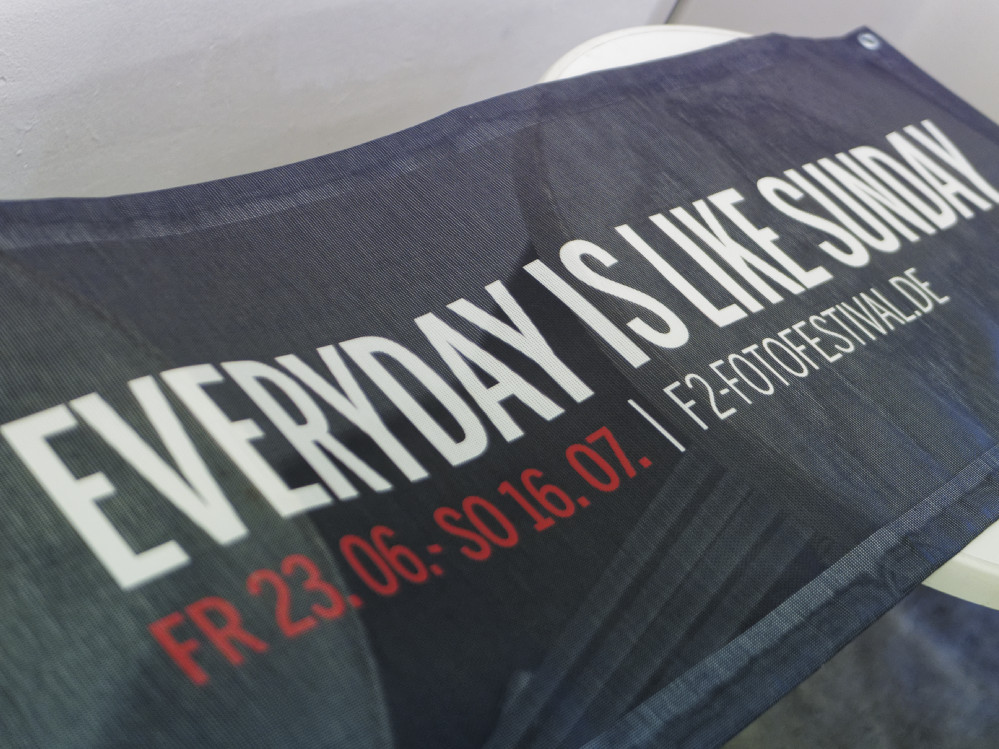 EVERYDAY IS LIKE SUNDAY
FR 23.06.- SO 16.07. | F2-FOTOFESTIVAL.DE